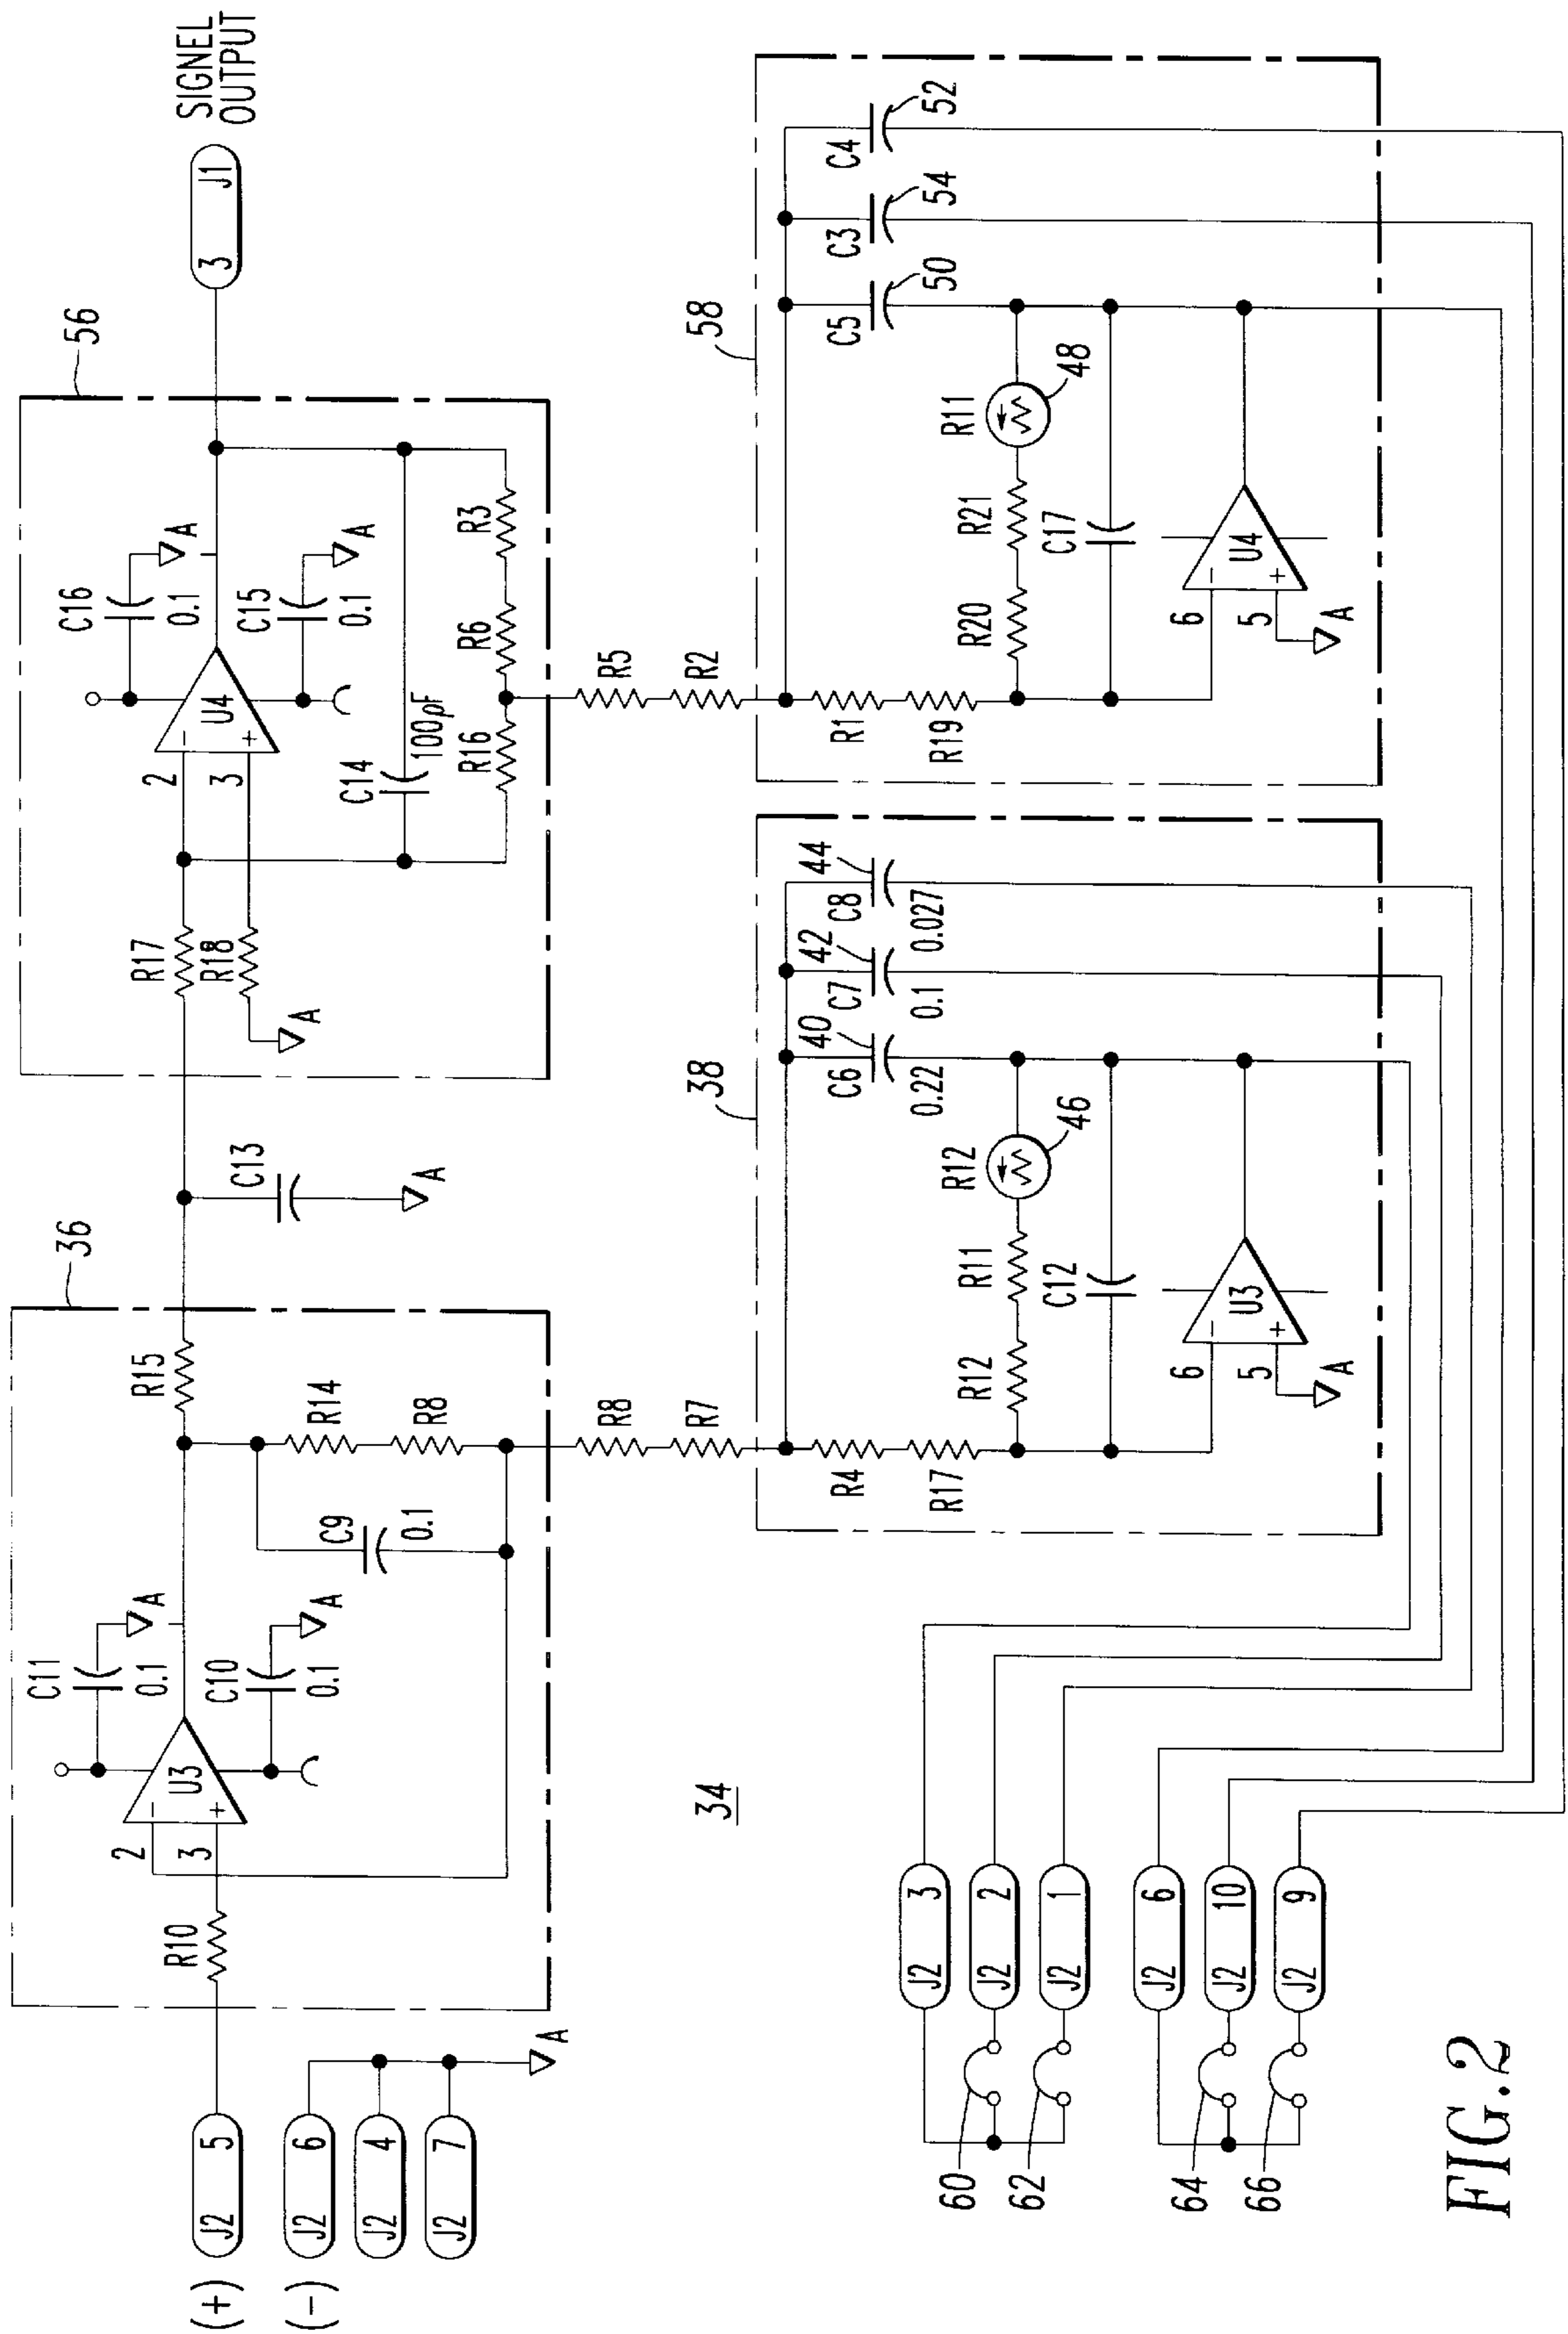 SIGNEL
OUTPUT
3 J1
56
C16
0.1
A
U4
2
3
C15
0.1
A
R17
R18
A
C14
100pF
R16
R6
R3
36
C13
A
R15
C11
0.1
A
U3
2
3
C10
0.1
A
R14
R8
C9
0.1
R10
(+)
J2 5
(-)
J2 6
J2 4
J2 7
A
R5
R2
R8
R7
58
C5
50
C3
54
C4
52
R1
R19
R20
R21
R11
48
C17
6
5
U4
A
38
C6
40
0.22
C7
42
0.1
C8
44
0.027
R4
R17
R12
R11
R12
46
C12
6
5
U3
A
34
J2 3
J2 2
J2 1
60
62
J2 6
J2 10
J2 9
64
66
FIG.2